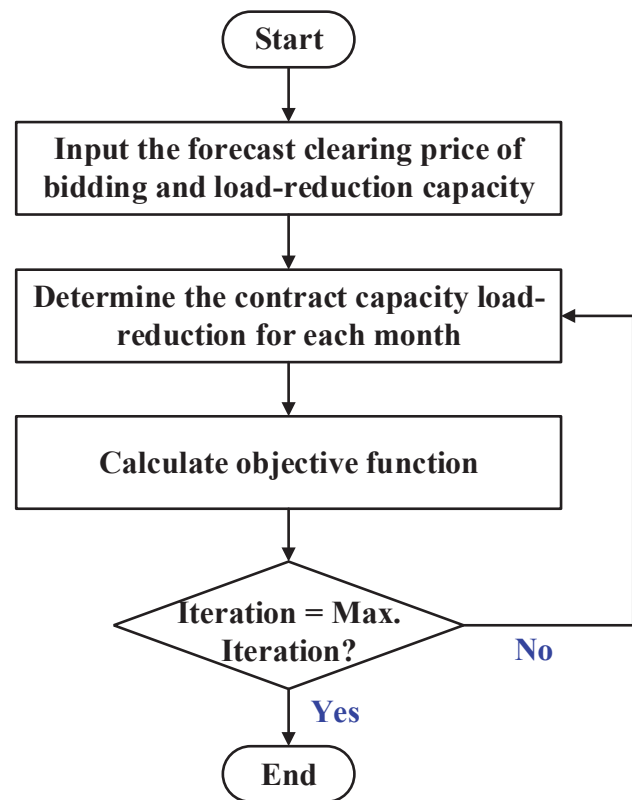 Start
Input the forecast clearing price of
bidding and load-reduction capacity
Determine the contract capacity load-
reduction for each month
Calculate objective function
Iteration = Max.
Iteration?
No
Yes
End